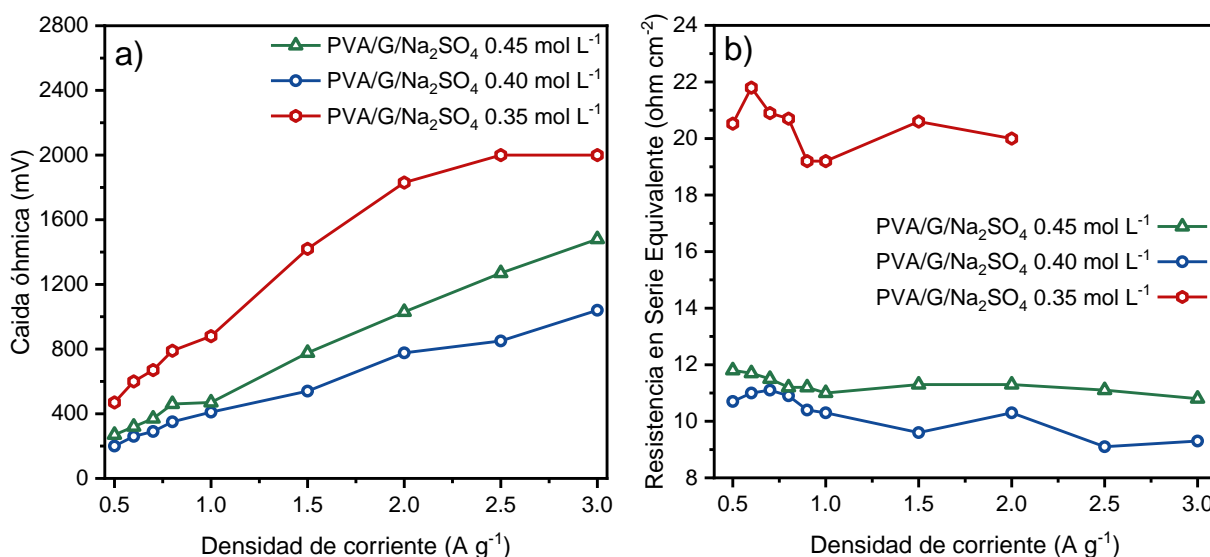 a)
PVA/G/Na₂SO₄ 0.45 mol L⁻¹
PVA/G/Na₂SO₄ 0.40 mol L⁻¹
PVA/G/Na₂SO₄ 0.35 mol L⁻¹
Caida óhmica (mV)
2800
2400
2000
1600
1200
800
400
0
0.5
1.0
1.5
2.0
2.5
3.0
Densidad de corriente (A g⁻¹)
b)
PVA/G/Na₂SO₄ 0.45 mol L⁻¹
PVA/G/Na₂SO₄ 0.40 mol L⁻¹
PVA/G/Na₂SO₄ 0.35 mol L⁻¹
Resistencia en Serie Equivalente (ohm cm⁻²)
24
22
20
18
16
14
12
10
8
0.5
1.0
1.5
2.0
2.5
3.0
Densidad de corriente (A g⁻¹)